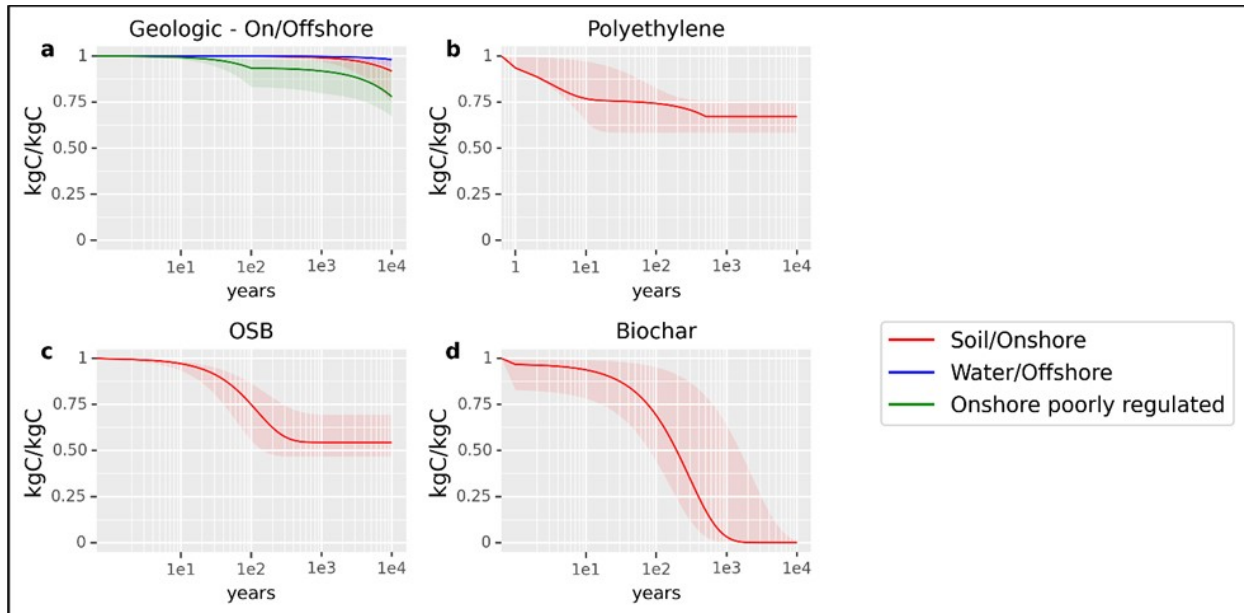 a Geologic - On/Offshore
kgC/kgC
1
0.75
0.50
0.25
0
1e1 1e2 1e3 1e4
years
b Polyethylene
kgC/kgC
1
0.75
0.50
0.25
0
1 1e1 1e2 1e3 1e4
years
c OSB
kgC/kgC
1
0.75
0.50
0.25
0
1e1 1e2 1e3 1e4
years
d Biochar
kgC/kgC
1
0.75
0.50
0.25
0
1e1 1e2 1e3 1e4
years
Soil/Onshore
Water/Offshore
Onshore poorly regulated